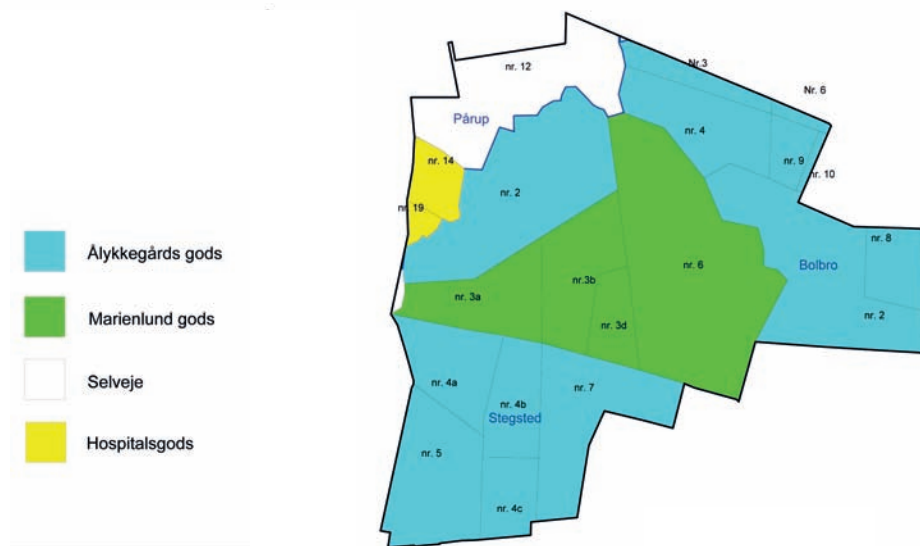 Ålykkegårds gods
Marienlund gods
Selveje
Hospitalsgods
nr. 12
Nr.3
Nr. 6
Pårup
nr. 4
nr. 14
nr. 9
nr. 10
nr. 2
nr. 19
nr. 8
nr. 6
Bolbro
nr.3b
nr. 3a
nr. 2
nr. 3d
nr. 4a
nr. 7
nr. 4b
Stegsted
nr. 5
nr. 4c